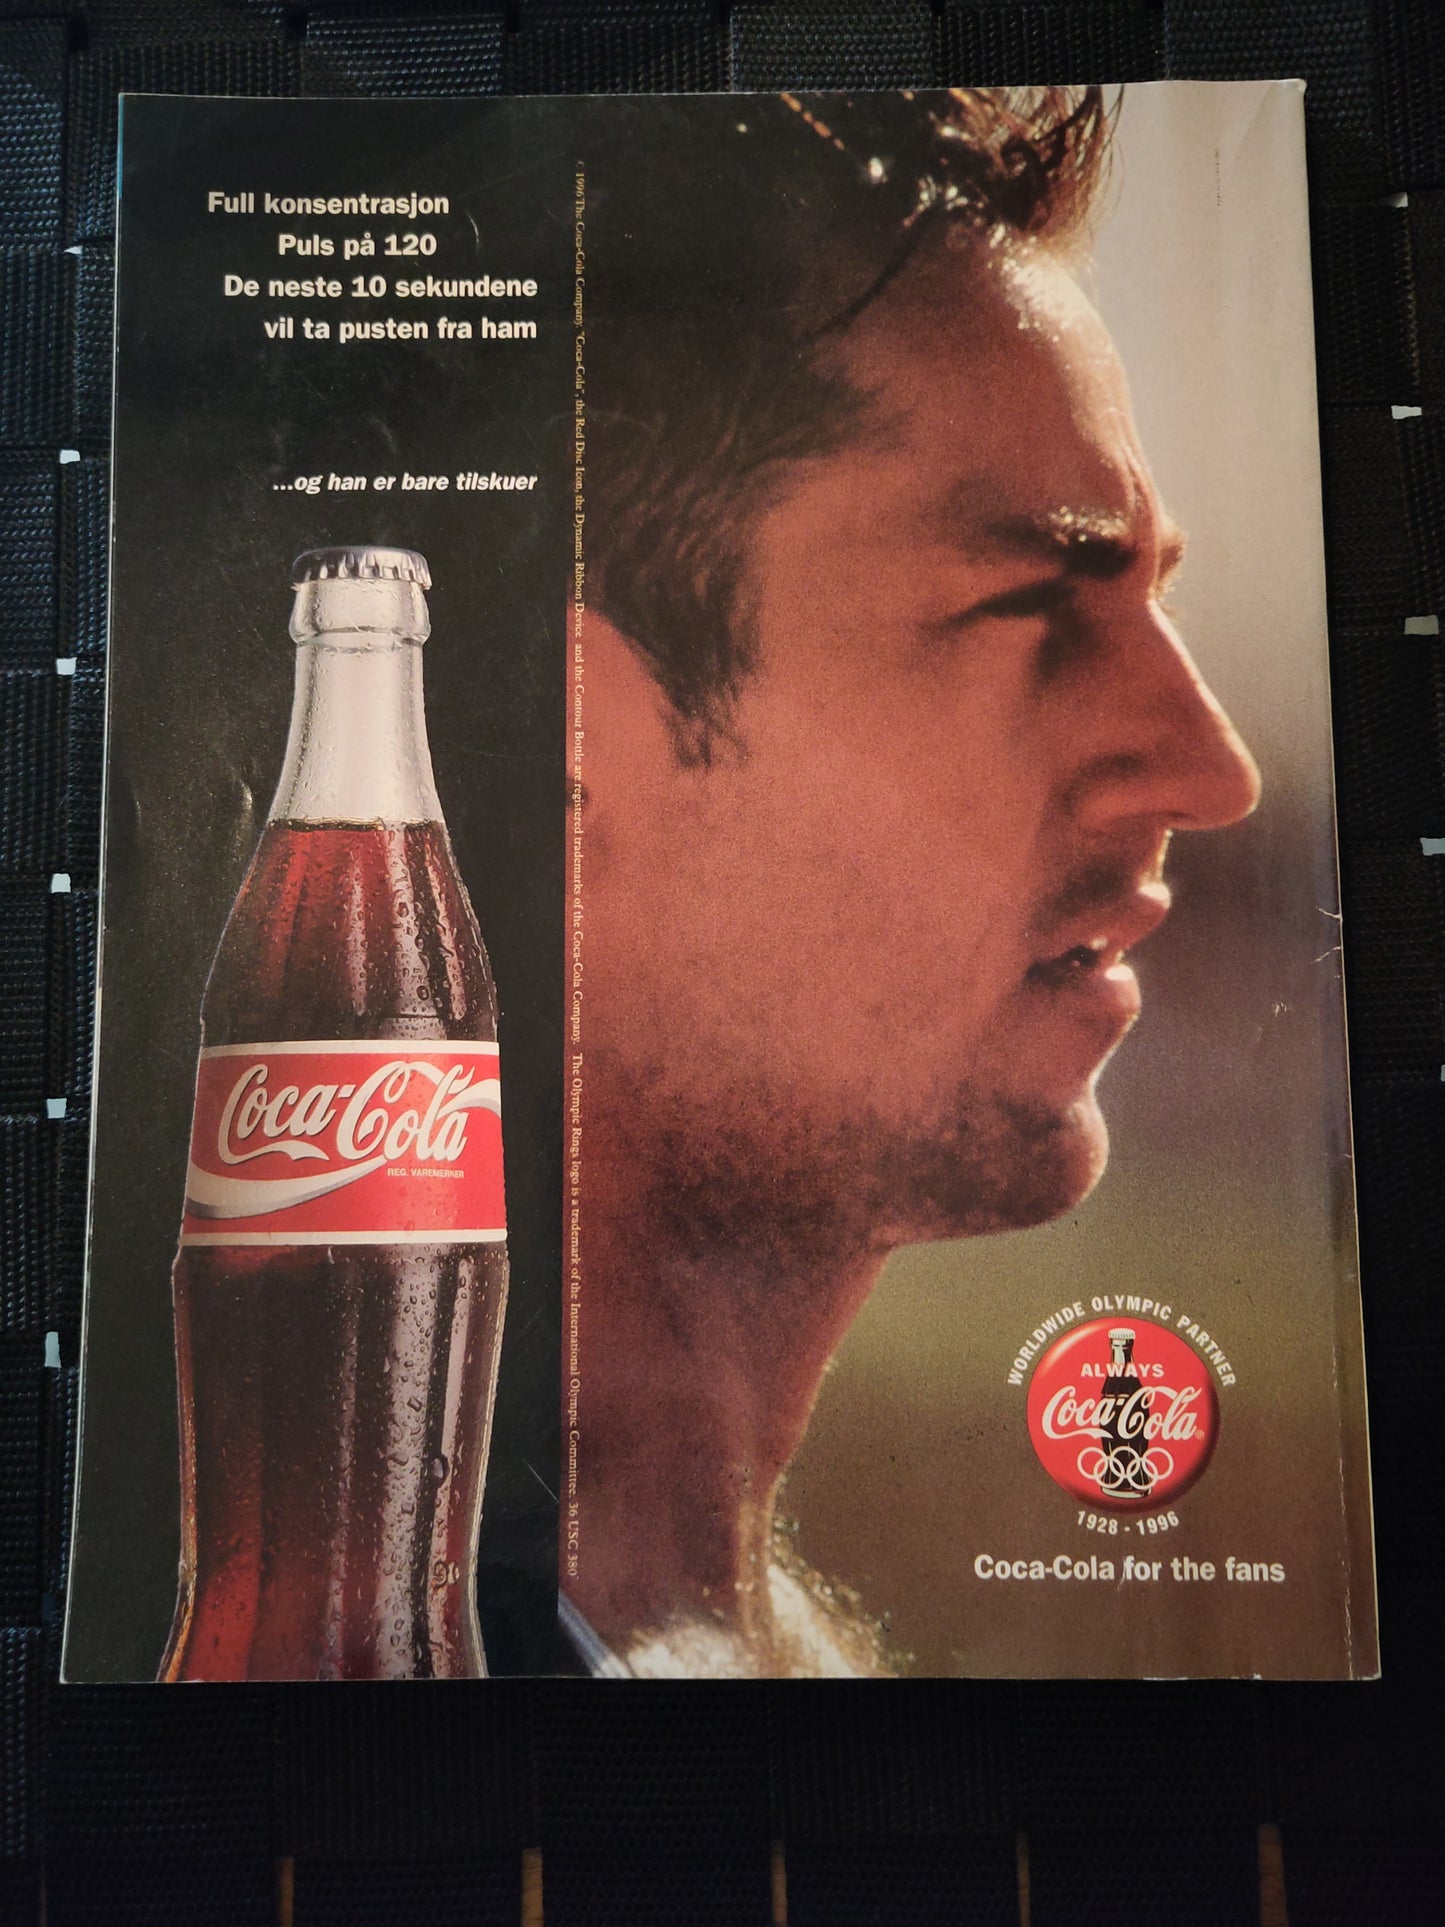 Full konsentrasjon
Puls på 120
De neste 10 sekundene
vil ta pusten fra ham
...og han er bare tilskuer
Coca-Cola
REG. VAREMERKER
© 1996 The Coca-Cola Company. "Coca-Cola", the Red Disc Icon, the Dynamic Ribbon Device and the Contour Bottle are registered trademarks of the Coca-Cola Company. The Olympic Rings logo is a trademark of the International Olympic Committee. 36 USC 380
WORLDWIDE OLYMPIC PARTNER
ALWAYS
Coca-Cola
1928 - 1996
Coca-Cola for the fans